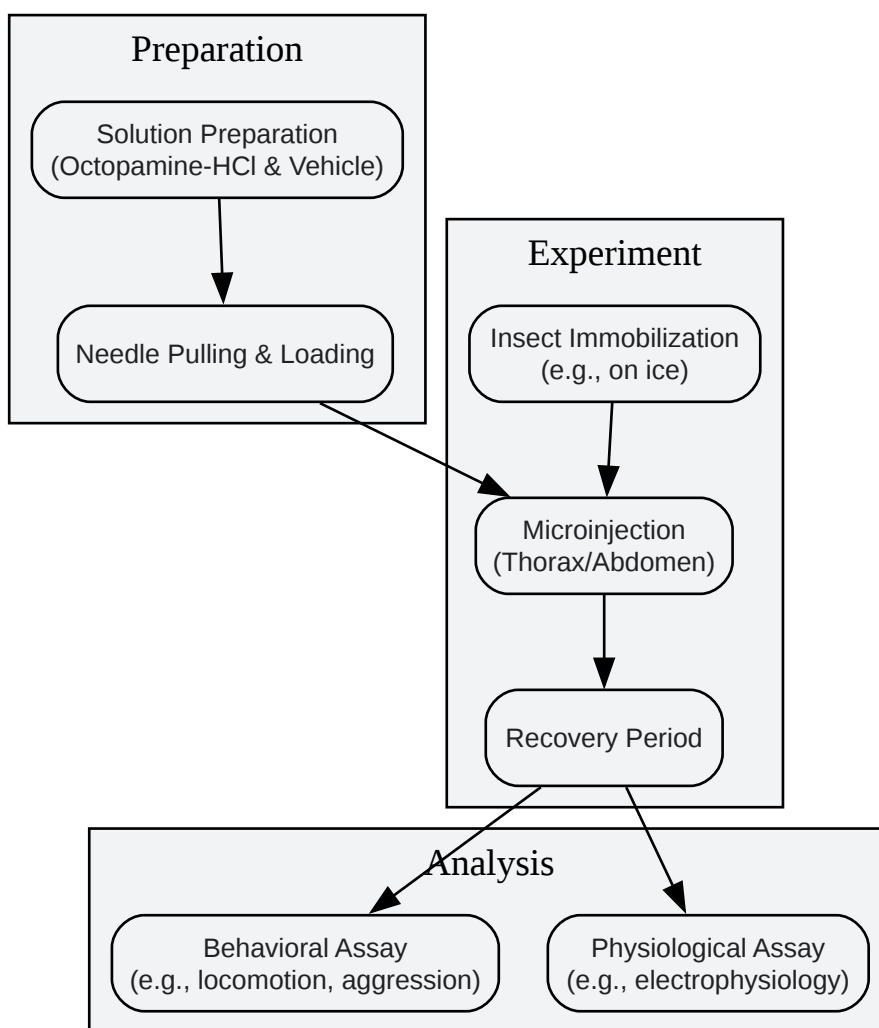 Preparation
Solution Preparation
(Octopamine-HCl & Vehicle)
Needle Pulling & Loading
Experiment
Insect Immobilization
(e.g., on ice)
Microinjection
(Thorax/Abdomen)
Recovery Period
Analysis
Behavioral Assay
(e.g., locomotion, aggression)
Physiological Assay
(e.g., electrophysiology)